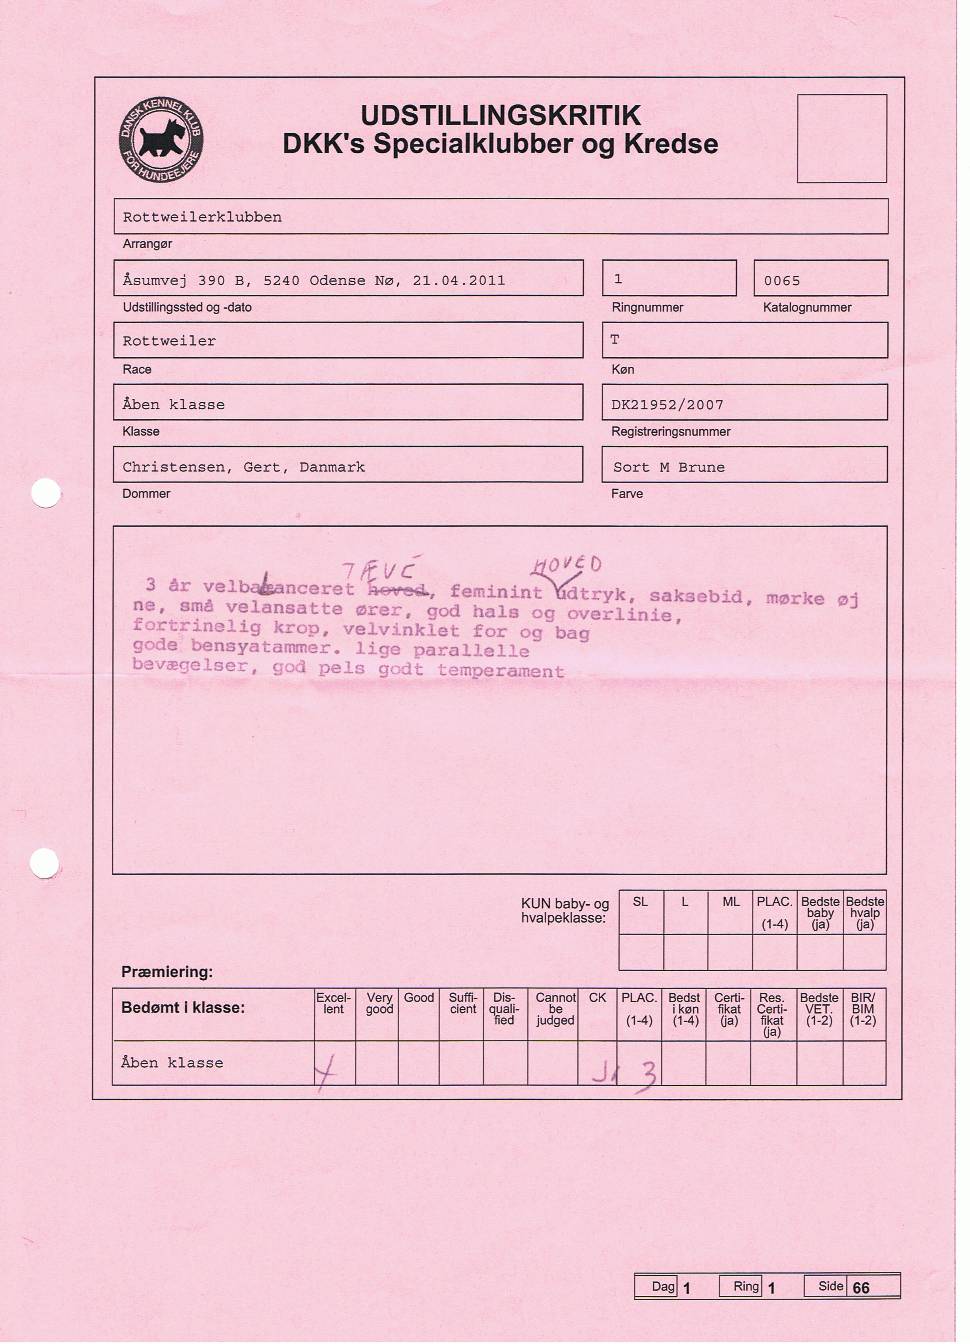 DANSK KENNEL KLUB
FOR HUNDEEJERE
UDSTILLINGSKRITIK
DKK's Specialklubber og Kredse
Rottweilerklubben
Arrangør
Åsumvej 390 B, 5240 Odense Nø, 21.04.2011
1
0065
Udstillingssted og -dato
Ringnummer
Katalognummer
Rottweiler
T
Race
Køn
Åben klasse
DK21952/2007
Klasse
Registreringsnummer
Christensen, Gert, Danmark
Sort M Brune
Dommer
Farve
TÆVE HOVED
3 år velbalanceret hoved, feminint udtryk, saksebid, mørke øj
ne, små velansatte ører, god hals og overlinie,
fortrinelig krop, velvinklet for og bag
gode bensyatammer. lige parallelle
bevægelser, god pels godt temperament
KUN baby- og
hvalpeklasse:
SL
L
ML
PLAC.
(1-4)
Bedste
baby
(ja)
Bedste
hvalp
(ja)
Præmiering:
Bedømt i klasse:
Excel-
lent
Very
good
Good
Suffi-
cient
Dis-
quali-
fied
Cannot
be
judged
CK
PLAC.
(1-4)
Bedst
i køn
(1-4)
Certi-
fikat
(ja)
Res.
Certi-
fikat
(ja)
Bedste
VET.
(1-2)
BIR/
BIM
(1-2)
Åben klasse
X
JA
3
Dag 1 Ring 1 Side 66